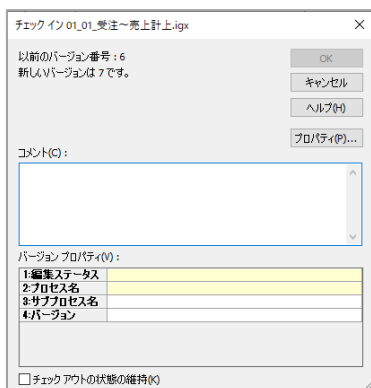 チェック イン 01_01_受注～売上計上.igx
以前のバージョン番号 : 6
新しいバージョンは 7 です。
OK
キャンセル
ヘルプ(H)
プロパティ(P)...
コメント(C) :
バージョン プロパティ(V) :
1:編集ステータス
2:プロセス名
3:サブプロセス名
4:バージョン
チェック アウトの状態の維持(K)